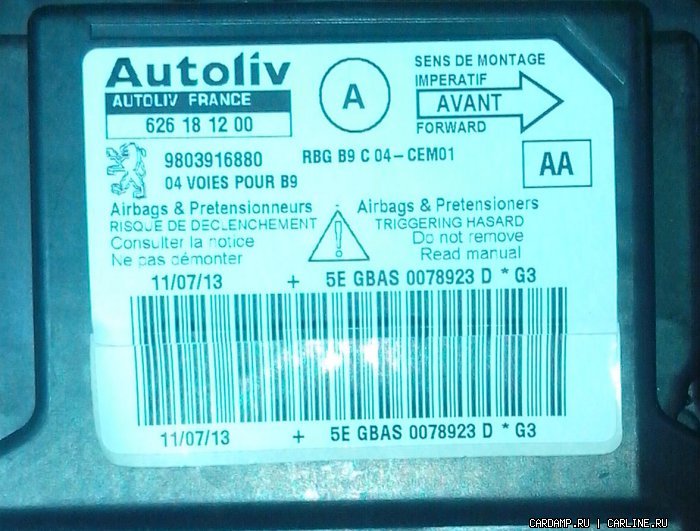 Autoliv
AUTOLIV FRANCE
626 18 12 00
A
SENS DE MONTAGE
IMPERATIF
AVANT
FORWARD
9803916880
RBG B9 C 04-CEM01
04 VOIES POUR B9
AA
Airbags & Pretensionneurs
RISQUE DE DECLENCHEMENT
Consulter la notice
Ne pas démonter
!
Airbags & Pretensioners
TRIGGERING HASARD
Do not remove
Read manual
11/07/13 + 5E GBAS 0078923 D * G3
11/07/13 + 5E GBAS 0078923 D * G3
CARDAMP.RU | CARLINE.RU